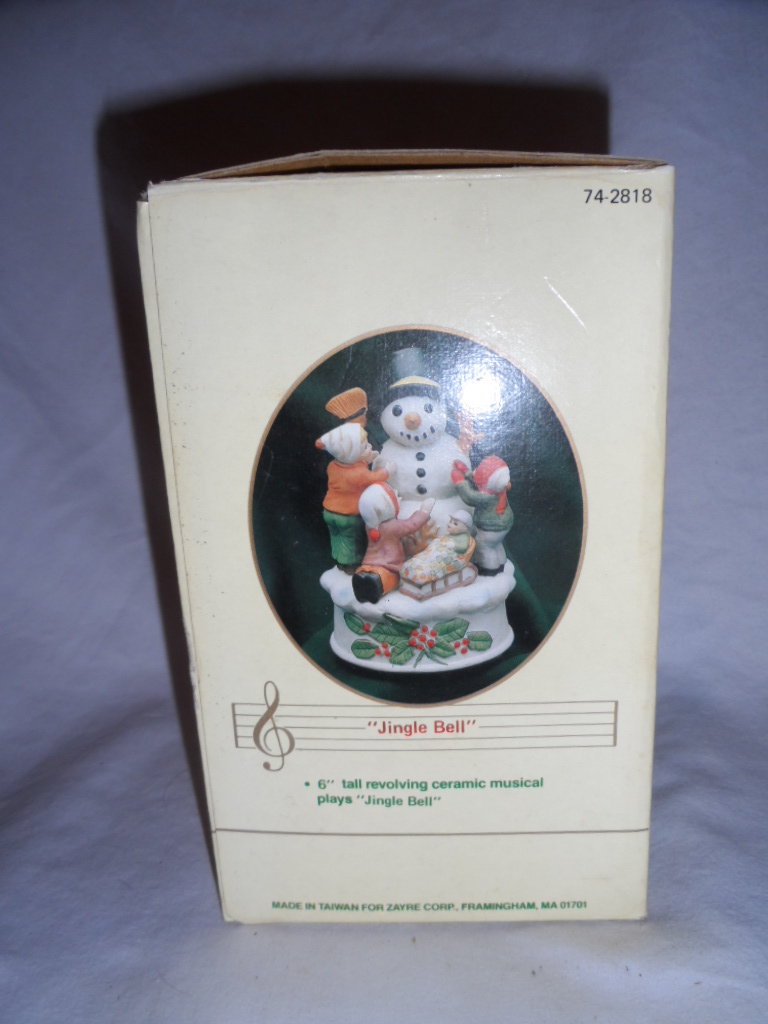 74-2818
"Jingle Bell"
• 6" tall revolving ceramic musical
plays "Jingle Bell"
MADE IN TAIWAN FOR ZAYRE CORP., FRAMINGHAM, MA 01701